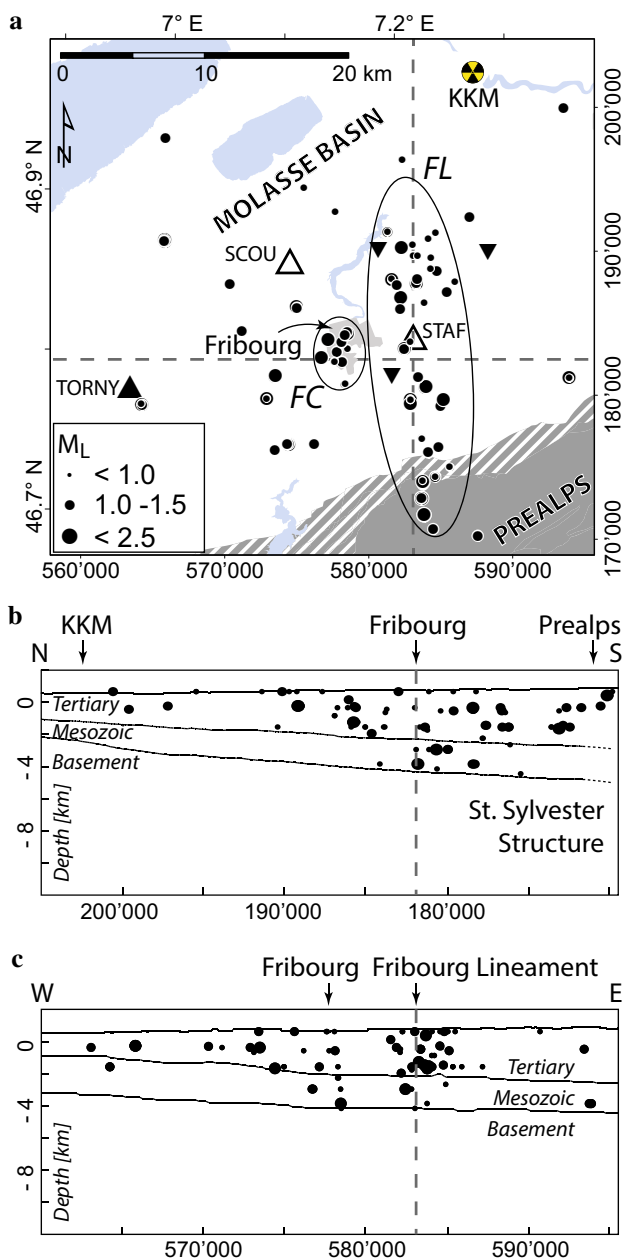 a
7° E
7.2° E
0
10
20 km
N
KKM
MOLASSE BASIN
FL
SCOU
STAF
Fribourg
FC
TORNY
PREALPS
M_L
< 1.0
1.0 -1.5
< 2.5
46.9° N
46.7° N
200'000
190'000
180'000
170'000
560'000
570'000
580'000
590'000
b
KKM
Fribourg
Prealps
N
S
0
- 4
- 8
Depth [km]
Tertiary
Mesozoic
Basement
St. Sylvester
Structure
200'000
190'000
180'000
c
Fribourg
Fribourg Lineament
W
E
0
- 4
- 8
Depth [km]
Tertiary
Mesozoic
Basement
570'000
580'000
590'000